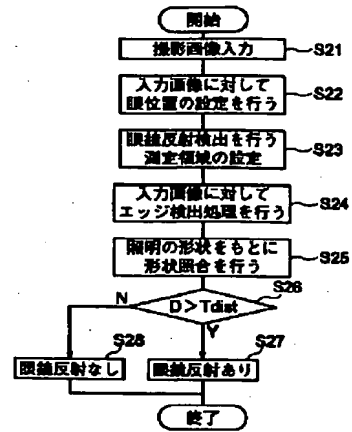 開始
撮影画像入力
S21
入力画像に対して
眼位置の設定を行う
S22
眼鏡反射検出を行う
測定領域の設定
S23
入力画像に対して
エッジ検出処理を行う
S24
照明の形状をもとに
形状照合を行う
S25
S26
D>Tdist
N
Y
S28
眼鏡反射なし
S27
眼鏡反射あり
終了